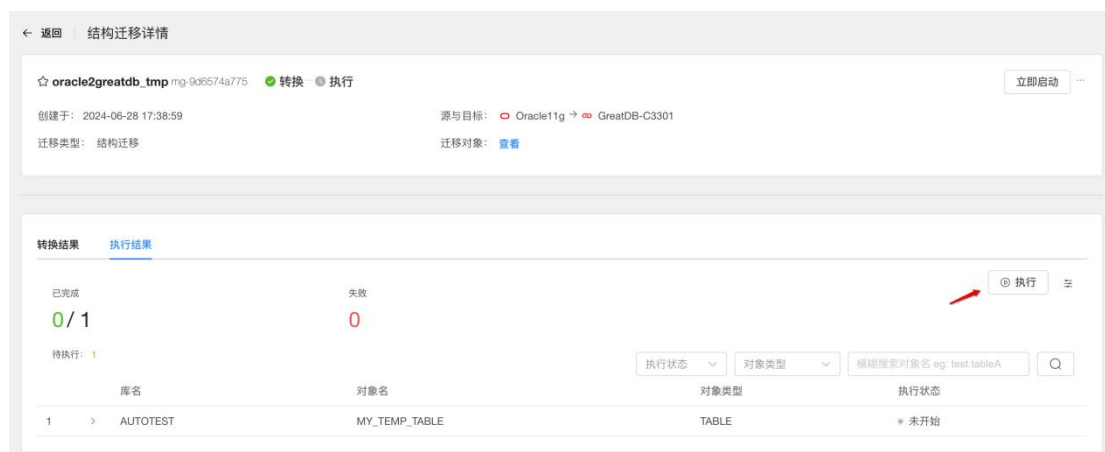 ← 返回 结构迁移详情
oracle2greatdb_tmp mg-9d6574a775 转换 执行 立即启动 ...
创建于: 2024-06-28 17:38:59 源与目标: Oracle11g → GreatDB-C3301
迁移类型: 结构迁移 迁移对象: 查看
转换结果 执行结果
执行
已完成 失败
0/ 1 0
待执行: 1
执行状态 对象类型 模糊搜索对象名 eg: test.tableA
库名 对象名 对象类型 执行状态
1 > AUTOTEST MY_TEMP_TABLE TABLE 未开始